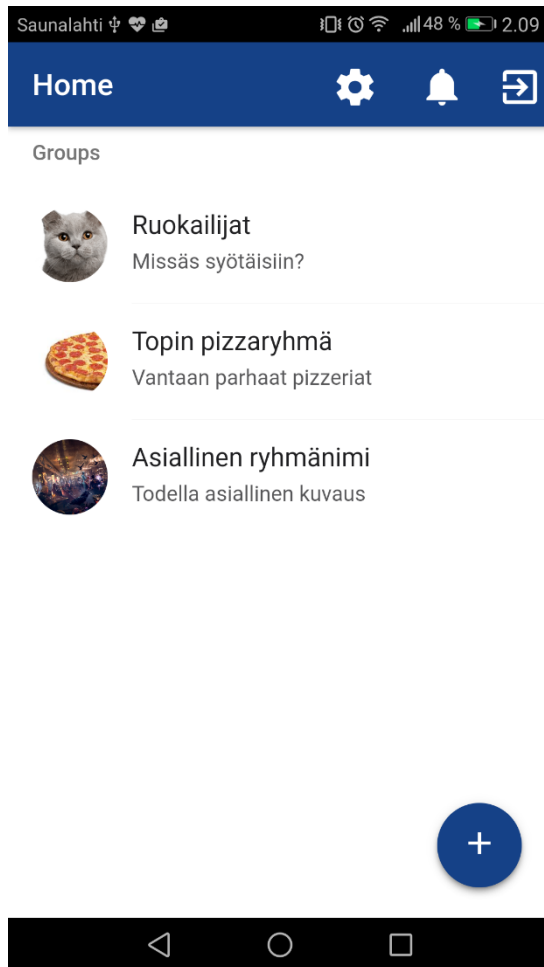 Saunalahti 48 % 2.09
Home
Groups
Ruokailijat
Missäs syötäisiin?
Topin pizzaryhmä
Vantaan parhaat pizzeriat
Asiallinen ryhmänimi
Todella asiallinen kuvaus